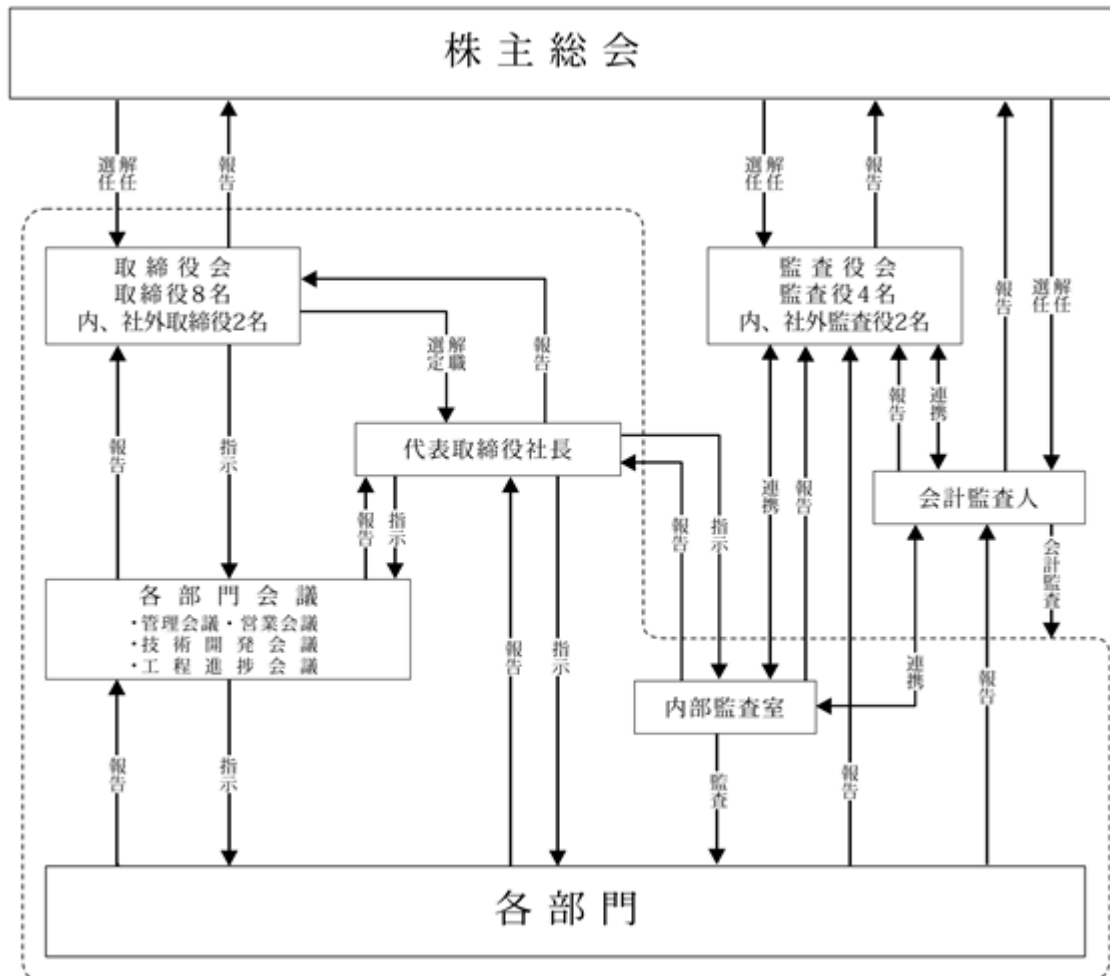 株主総会
選任
解任
報告
選任
解任
報告
報告
選任
解任
取締役会
取締役8名
内、社外取締役2名
監査役会
監査役4名
内、社外監査役2名
選定
解職
報告
報告
連携
報告
指示
代表取締役社長
会計監査人
報告
指示
報告
指示
連携
報告
会計監査
各部門会議
・管理会議・営業会議
・技術開発会議
・工程進捗会議
報告
指示
連携
報告
内部監査室
報告
指示
監査
報告
各部門